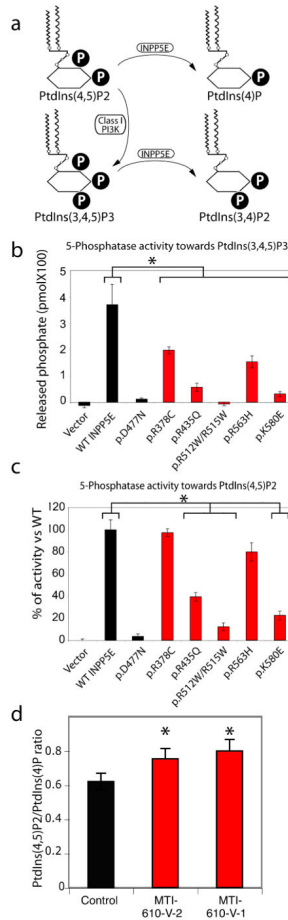 a
P
P
INPP5E
P
PtdIns(4,5)P2
PtdIns(4)P
Class I
PI3K
P
P
P
INPP5E
P
P
PtdIns(3,4,5)P3
PtdIns(3,4)P2
b
5-Phosphatase activity towards PtdIns(3,4,5)P3
*
Released phosphate (pmolX100)
5
4
3
2
1
0
Vector
WT INPP5E
p.D477N
p.R378C
p.R435Q
p.R512W/R515W
p.R563H
p.K580E
c
5-Phosphatase activity towards PtdIns(4,5)P2
*
% of activity vs WT
120
100
80
60
40
20
0
Vector
WT INPP5E
p.D477N
p.R378C
p.R435Q
p.R512W/R515W
p.R563H
p.K580E
d
PtdIns(4,5)P2/PtdIns(4)P ratio
0.8
0.6
0.4
0.2
0
* *
Control
MTI-
610-V-2
MTI-
610-V-1